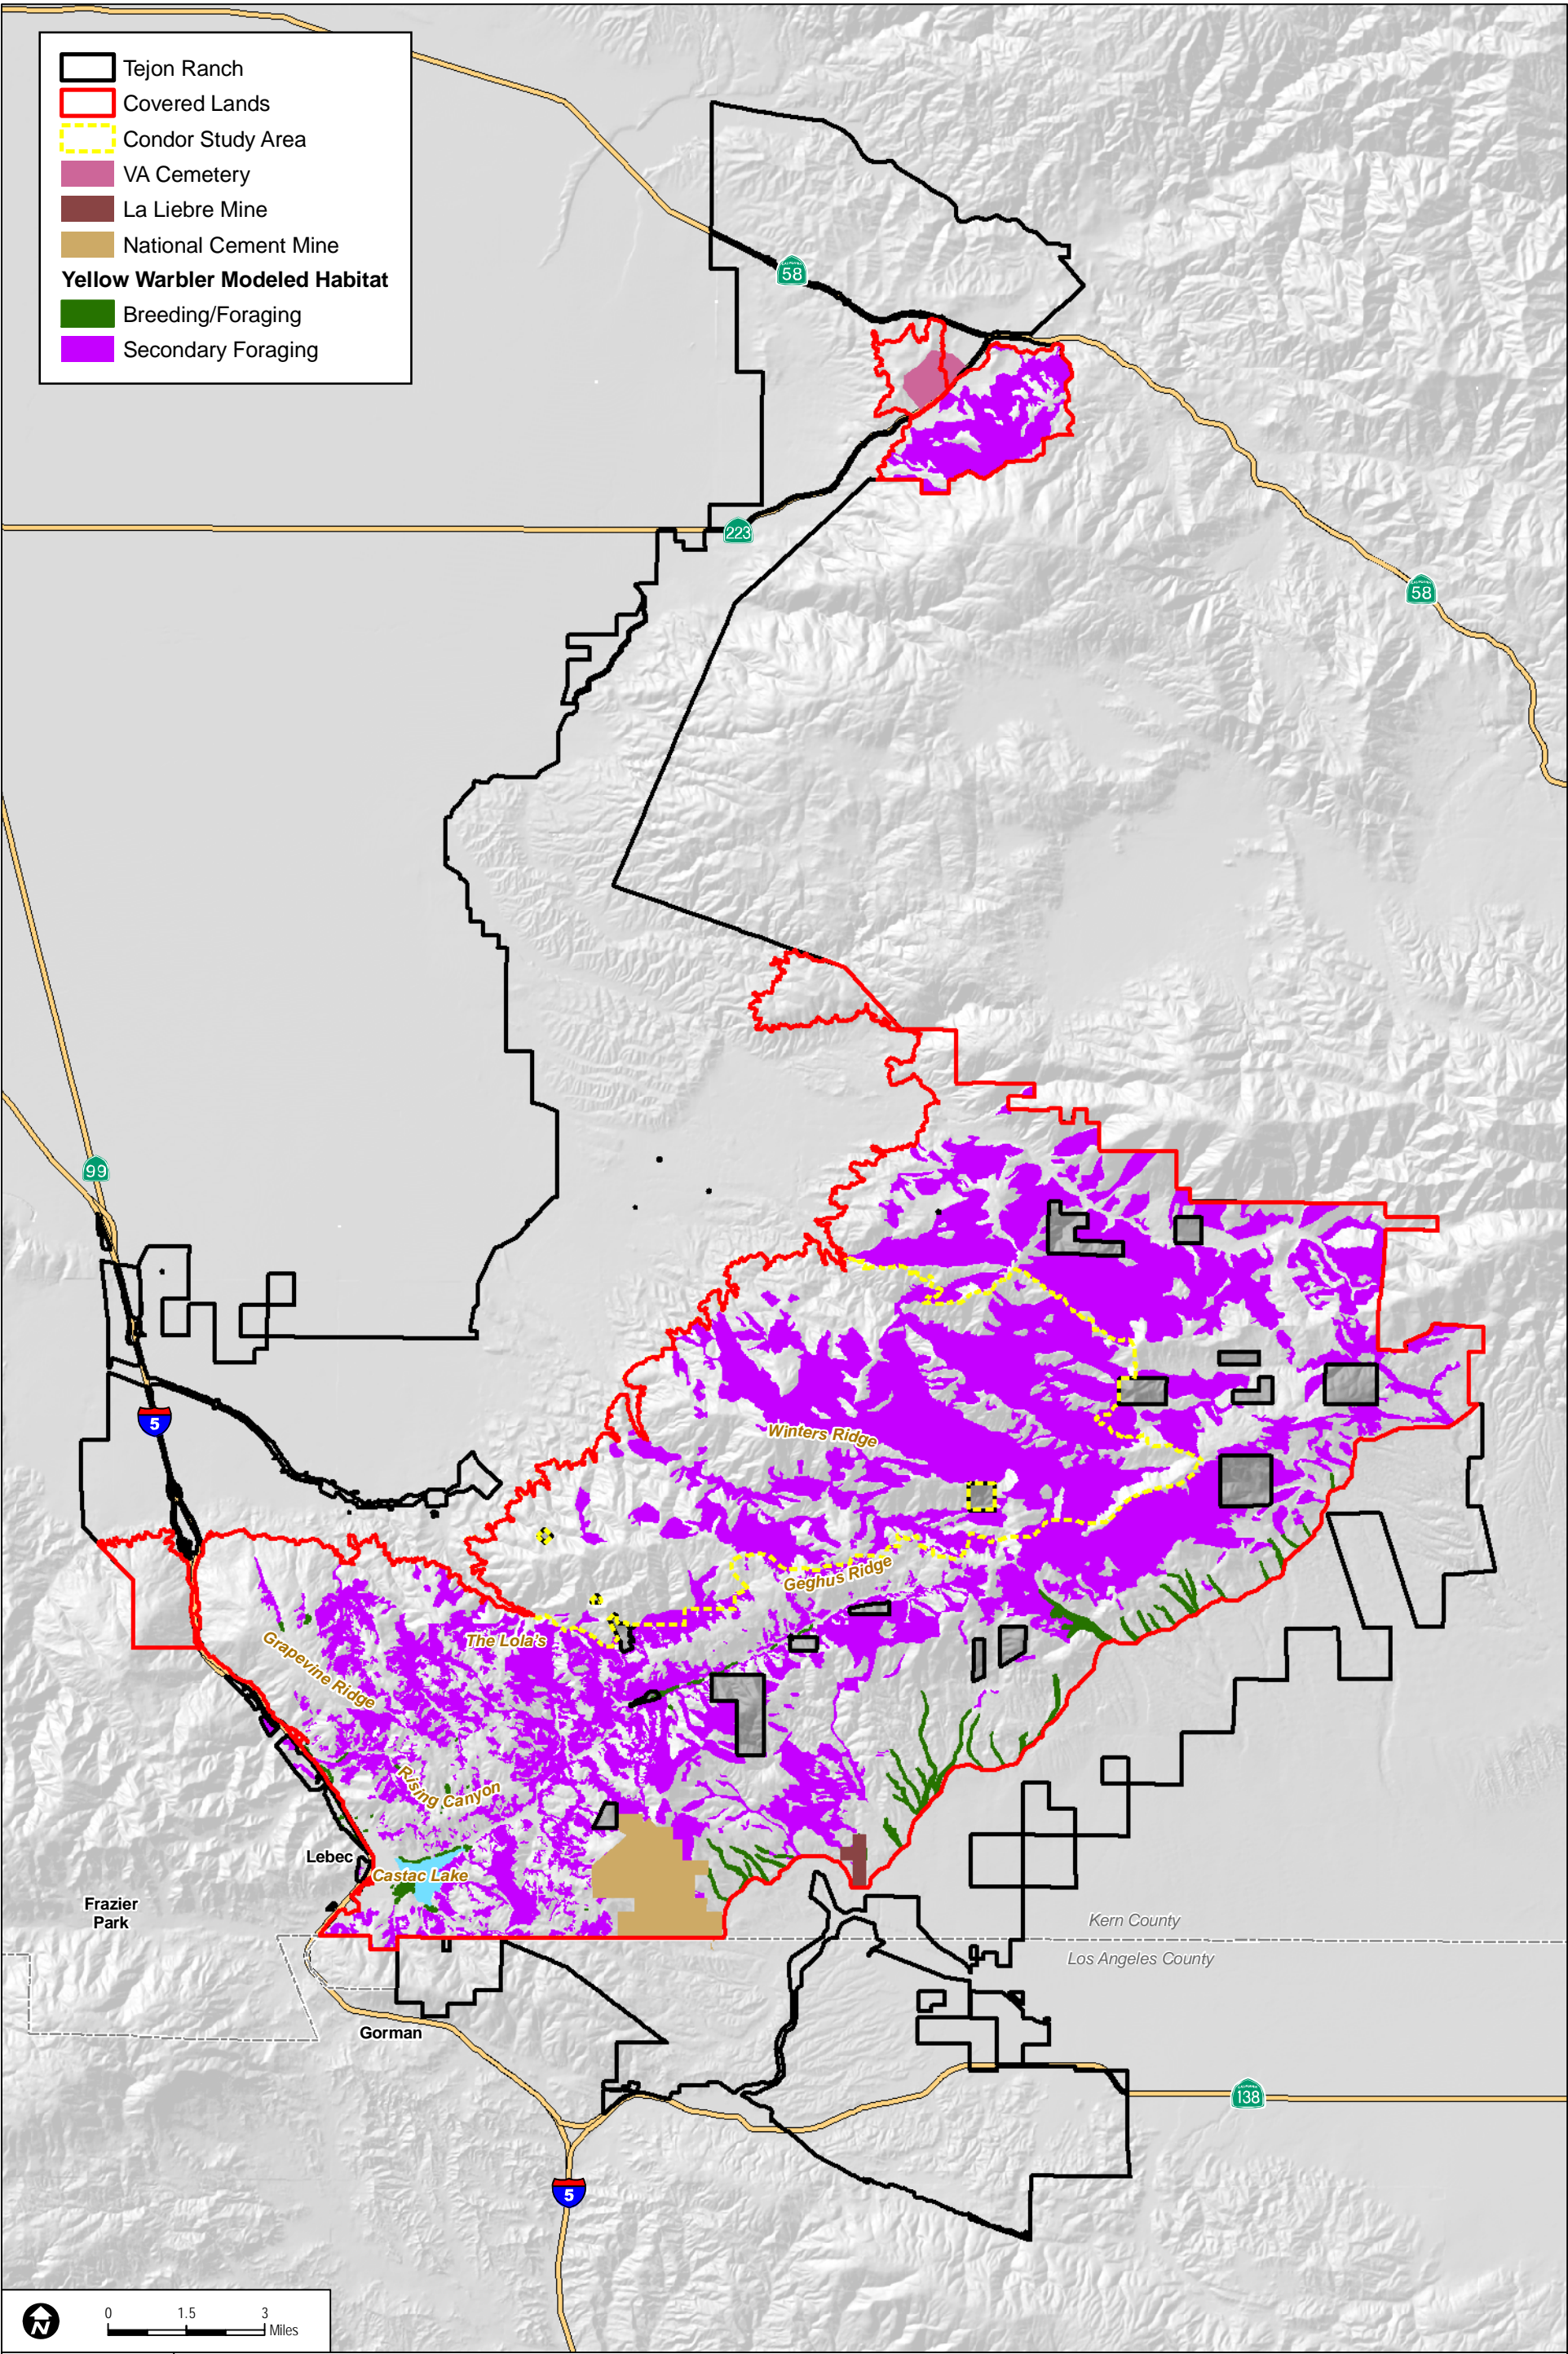 Tejon Ranch
Covered Lands
Condor Study Area
VA Cemetery
La Liebre Mine
National Cement Mine
Yellow Warbler Modeled Habitat
Breeding/Foraging
Secondary Foraging
58
223
58
99
5
Winters Ridge
Geghus Ridge
The Lola's
Grapevine Ridge
Rising Canyon
Lebec
Castac Lake
Frazier
Park
Kern County
Los Angeles County
Gorman
138
5
N
0 1.5 3
Miles